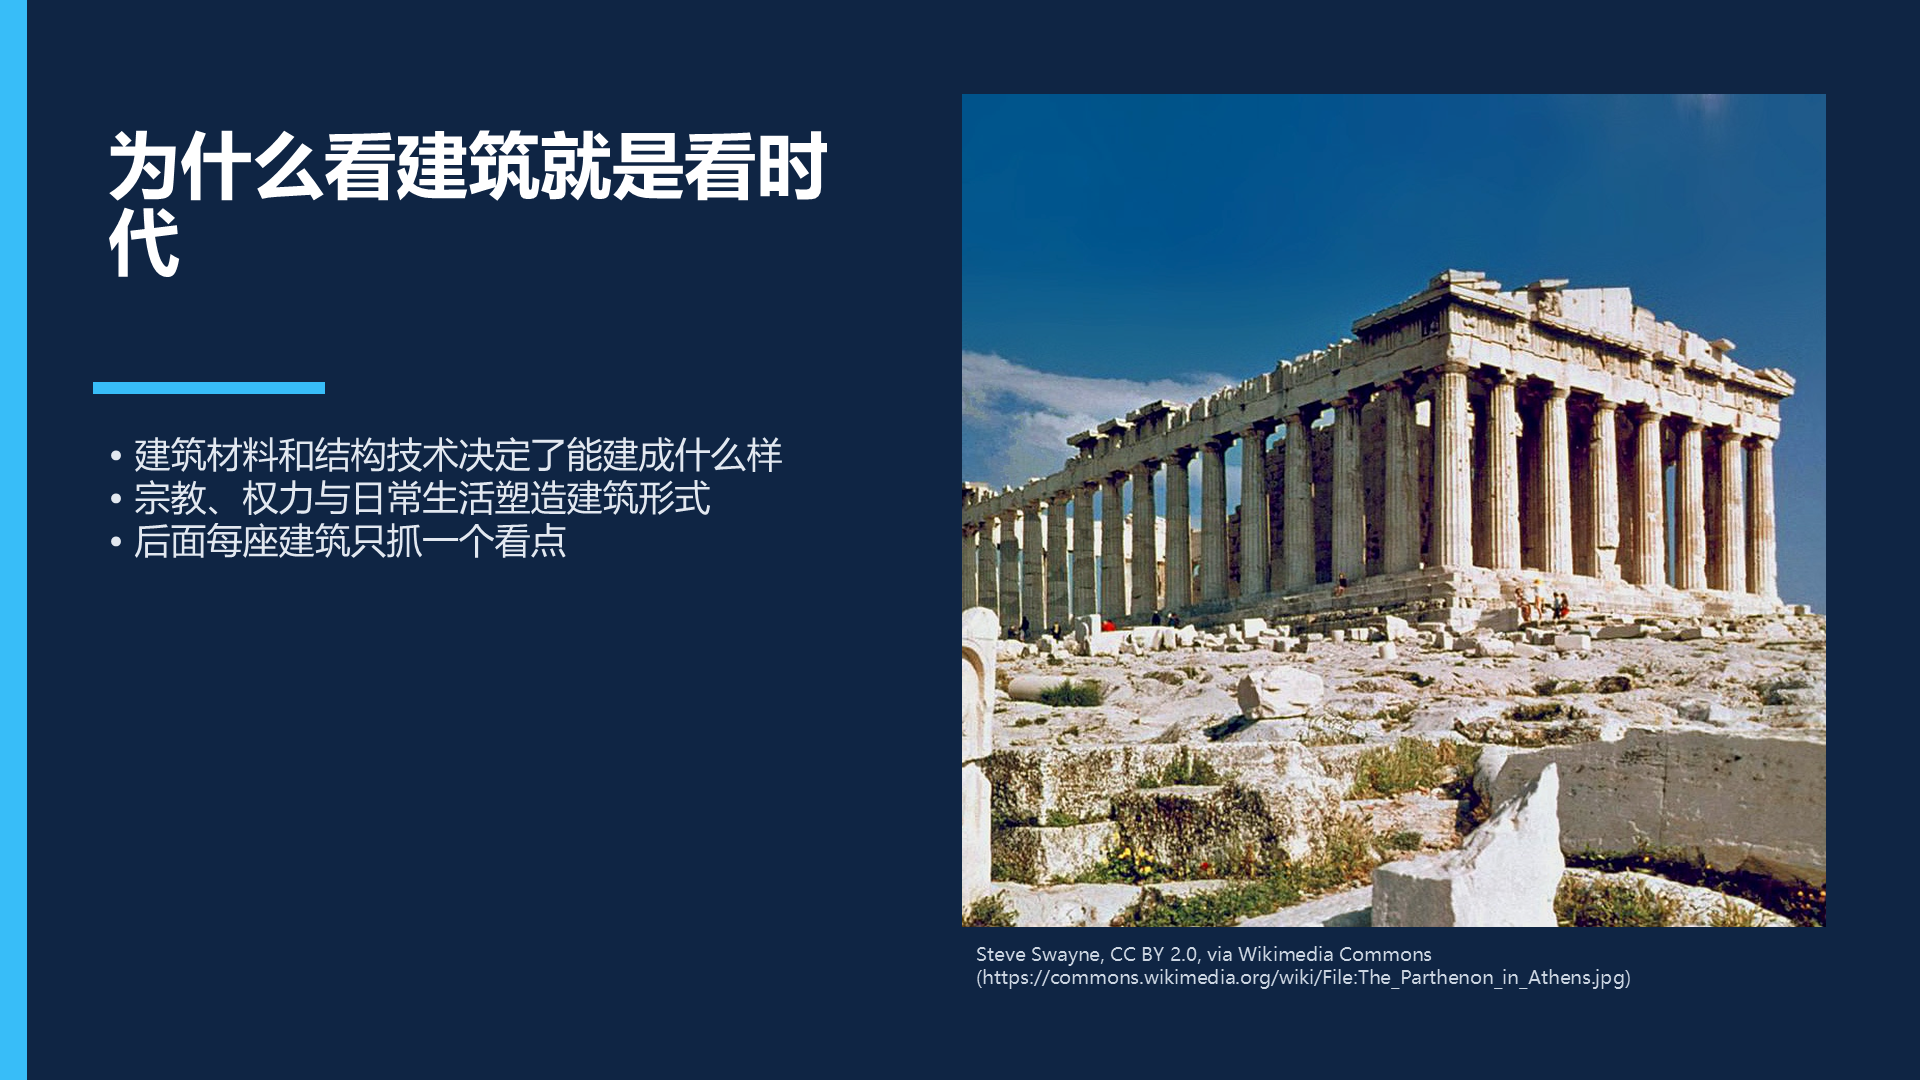 为什么看建筑就是看时
代
• 建筑材料和结构技术决定了能建成什么样
• 宗教、权力与日常生活塑造建筑形式
• 后面每座建筑只抓一个看点
Steve Swayne, CC BY 2.0, via Wikimedia Commons
(https://commons.wikimedia.org/wiki/File:The_Parthenon_in_Athens.jpg)